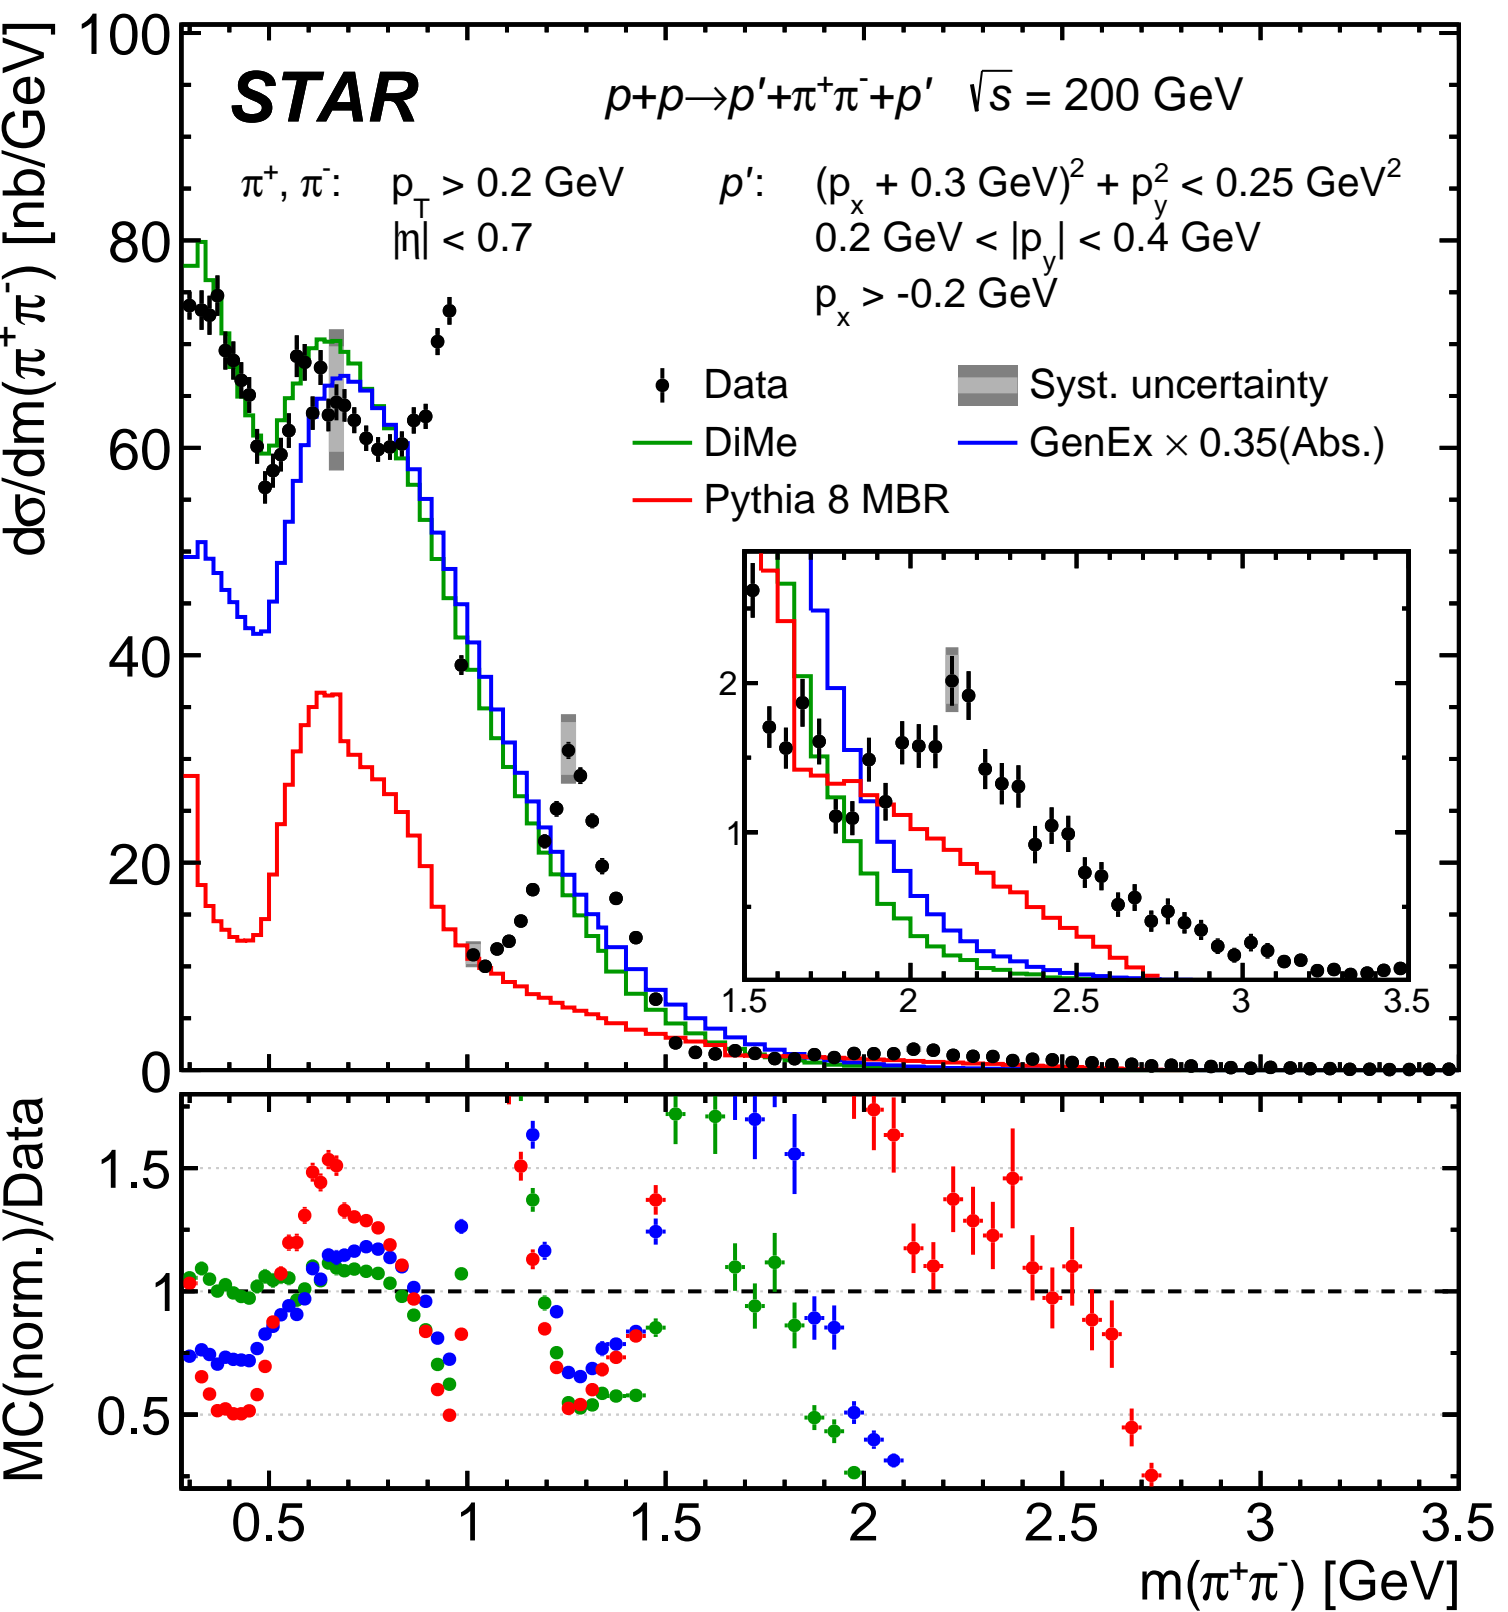 dσ/dm(π⁺π⁻) [nb/GeV]
100
80
60
40
20
0
STAR
p+p→p′+π⁺π⁻+p′ √s = 200 GeV
π⁺, π⁻: p_T > 0.2 GeV
|η| < 0.7
p′: (p_x + 0.3 GeV)² + p_y² < 0.25 GeV²
0.2 GeV < |p_y| < 0.4 GeV
p_x > -0.2 GeV
Data
Syst. uncertainty
DiMe
GenEx × 0.35(Abs.)
Pythia 8 MBR
2
1
1.5 2 2.5 3 3.5
MC(norm.)/Data
1.5
1
0.5
0.5 1 1.5 2 2.5 3 3.5
m(π⁺π⁻) [GeV]